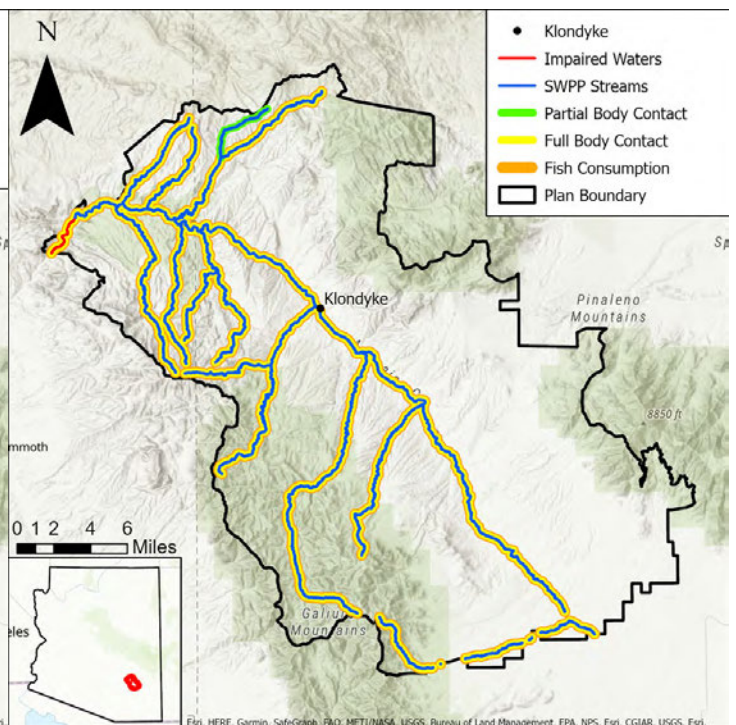 N
Klondyke
Impaired Waters
SWPP Streams
Partial Body Contact
Full Body Contact
Fish Consumption
Plan Boundary
Sp
Klondyke
Pinaleno
Mountains
8850 ft
mmoth
0 1 2 4 6
Miles
Mountains
eles
Esri, HERE, Garmin, SafeGraph, FAO, METI/NASA, USGS, Bureau of Land Management, EPA, NPS, Esri, CGIAR, USGS, Esri